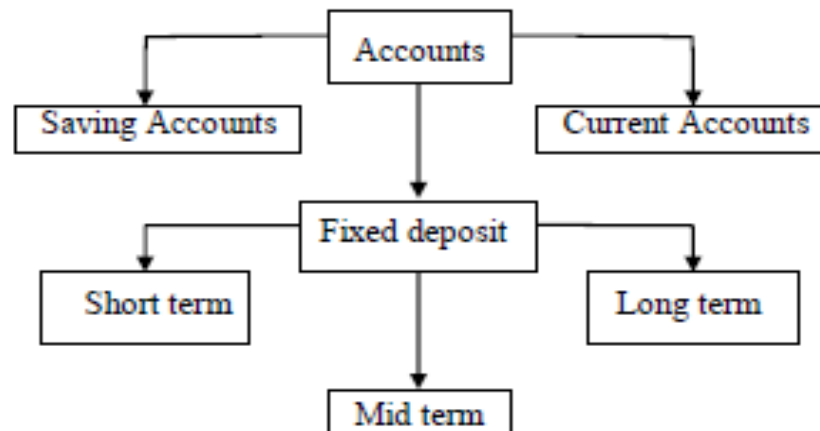 Accounts
Saving Accounts
Current Accounts
Fixed deposit
Short term
Long term
Mid term